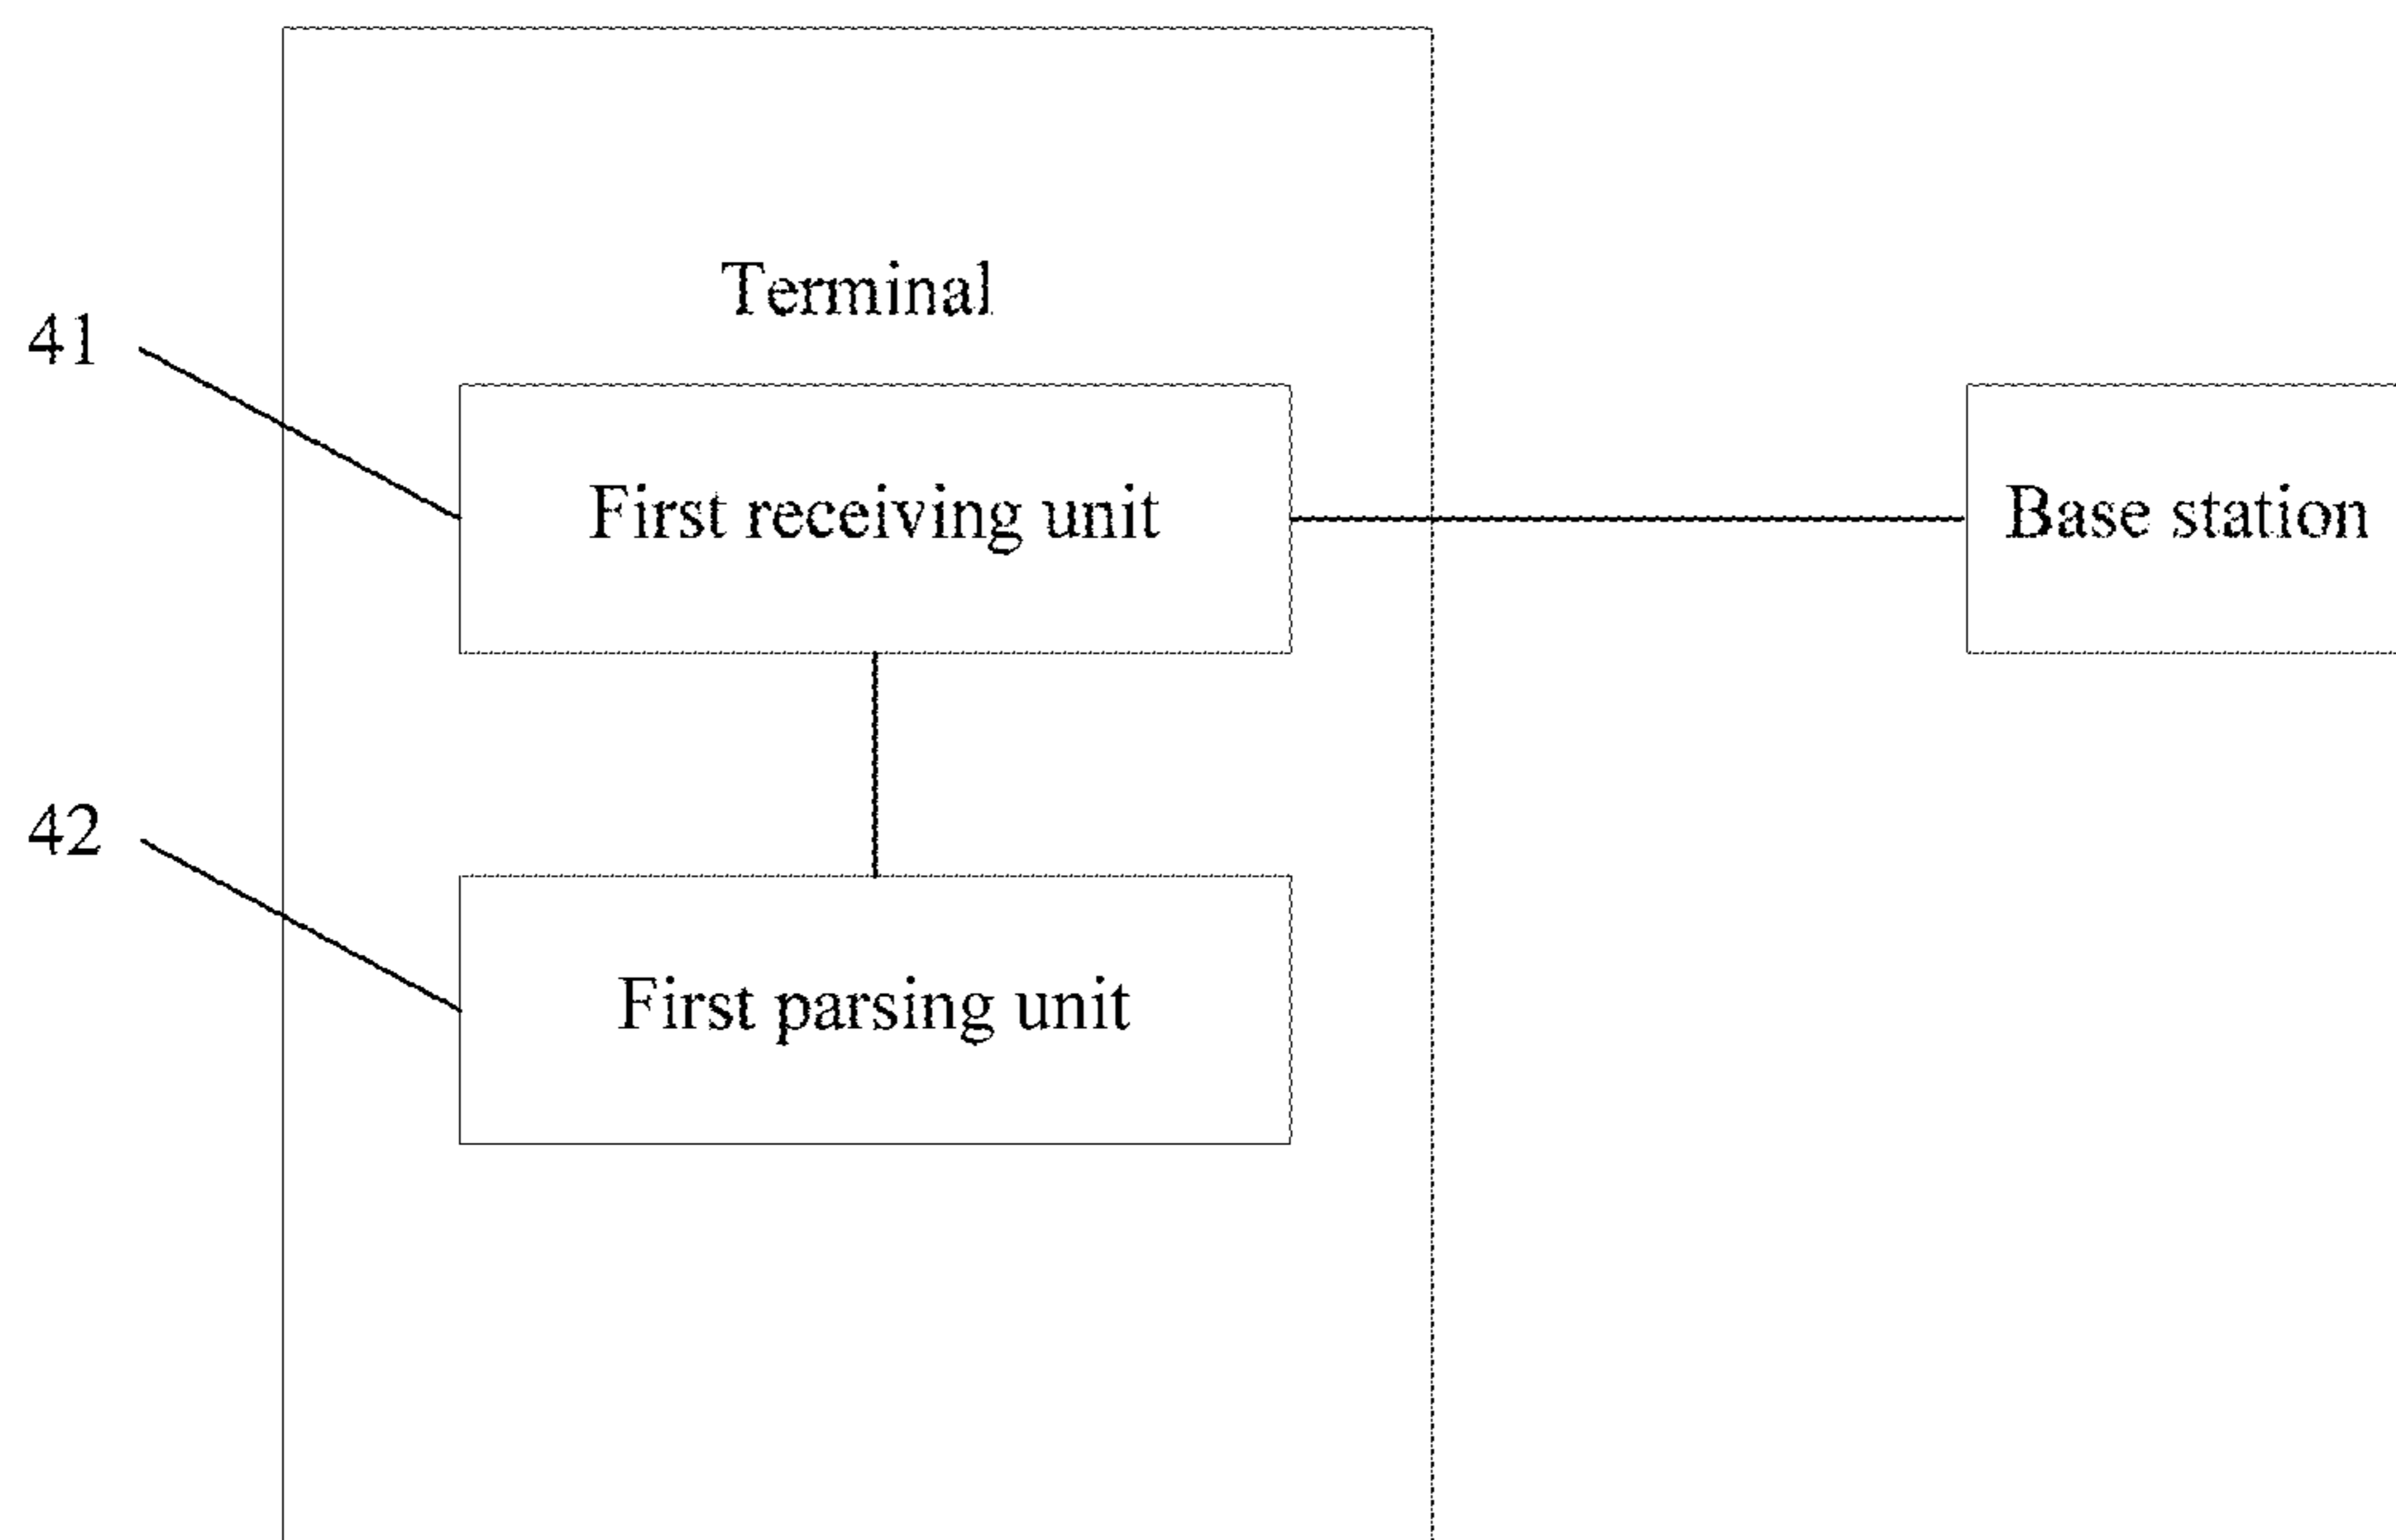 Terminal
41
First receiving unit
Base station
42
First parsing unit